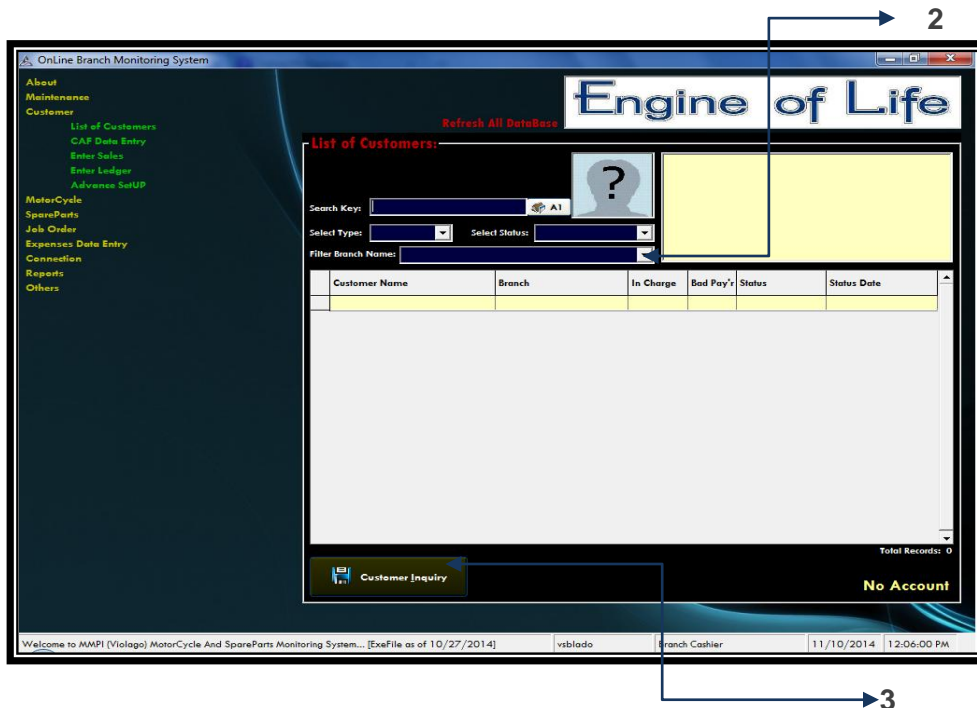 2
OnLine Branch Monitoring System
Engine of Life
About
Maintenance
Customer
List of Customers
CAF Data Entry
Enter Sales
Enter Ledger
Advance SetUP
MotorCycle
SpareParts
Job Order
Expenses Data Entry
Connection
Reports
Others
Refresh All DataBase
List of Customers:
?
Search Key: A1
Select Type: Select Status:
Filter Branch Name:
Customer Name Branch In Charge Bad Pay'r Status Status Date
Total Records: 0
Customer Inquiry
No Account
Welcome to MMPI (Violago) MotorCycle And SpareParts Monitoring System... [ExeFile as of 10/27/2014] vsblado Branch Cashier 11/10/2014 12:06:00 PM
3